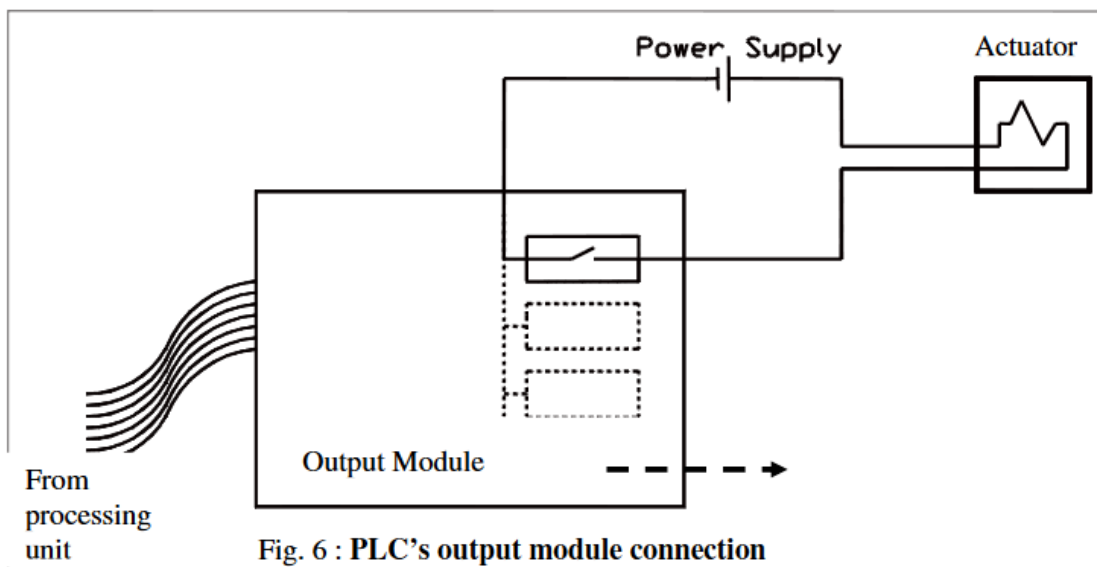 Power Supply
Actuator
Output Module
From
processing
unit
Fig. 6 : PLC's output module connection